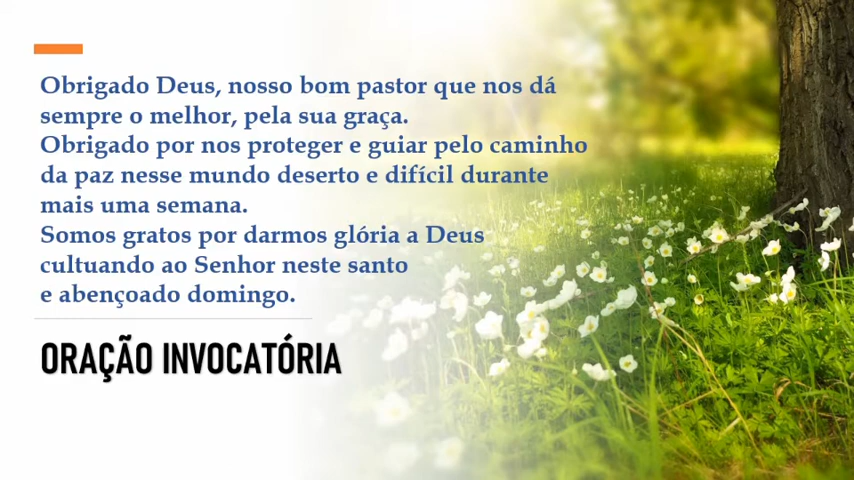 Obrigado Deus, nosso bom pastor que nos dá
sempre o melhor, pela sua graça.
Obrigado por nos proteger e guiar pelo caminho
da paz nesse mundo deserto e difícil durante
mais uma semana.
Somos gratos por darmos glória a Deus
cultuando ao Senhor neste santo
e abençoado domingo.
ORAÇÃO INVOCATÓRIA